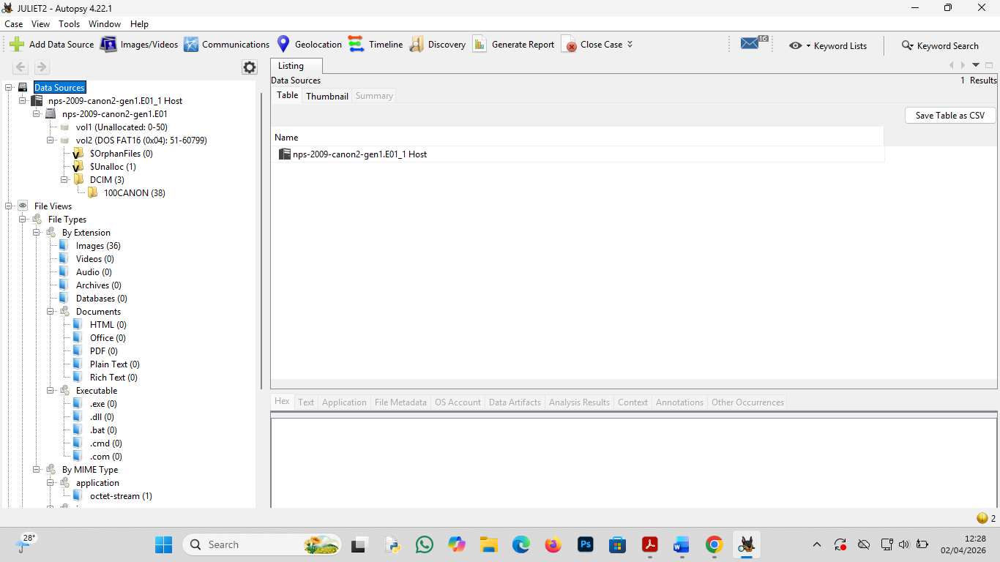 JULIET2 - Autopsy 4.22.1
Case View Tools Window Help
Add Data Source Images/Videos Communications Geolocation Timeline Discovery Generate Report Close Case 16 Keyword Lists Keyword Search
Listing
Data Sources 1 Results
Table Thumbnail Summary
Save Table as CSV
Name
nps-2009-canon2-gen1.E01_1 Host
Data Sources
nps-2009-canon2-gen1.E01_1 Host
nps-2009-canon2-gen1.E01
vol1 (Unallocated: 0-50)
vol2 (DOS FAT16 (0x04): 51-60799)
$OrphanFiles (0)
$Unalloc (1)
DCIM (3)
100CANON (38)
File Views
File Types
By Extension
Images (36)
Videos (0)
Audio (0)
Archives (0)
Databases (0)
Documents
HTML (0)
Office (0)
PDF (0)
Plain Text (0)
Rich Text (0)
Executable
.exe (0)
.dll (0)
.bat (0)
.cmd (0)
.com (0)
By MIME Type
application
octet-stream (1)
Hex Text Application File Metadata OS Account Data Artifacts Analysis Results Context Annotations Other Occurrences
2
28°
Search
Ps
12:28
02/04/2026